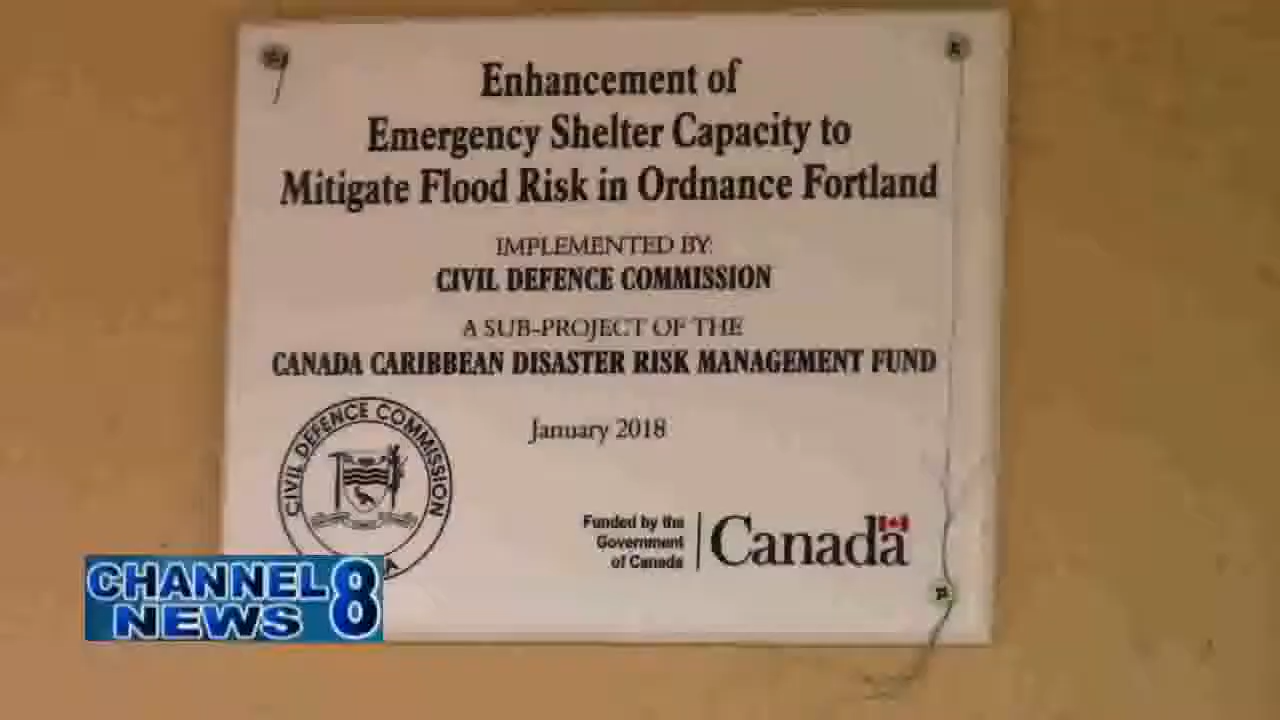 Enhancement of
Emergency Shelter Capacity to
Mitigate Flood Risk in Ordnance Fortland
IMPLEMENTED BY:
CIVIL DEFENCE COMMISSION
A SUB-PROJECT OF THE
CANADA CARIBBEAN DISASTER RISK MANAGEMENT FUND
January 2018
CIVIL DEFENCE COMMISSION
Funded by the
Government
of Canada
Canada
CHANNEL 8
NEWS